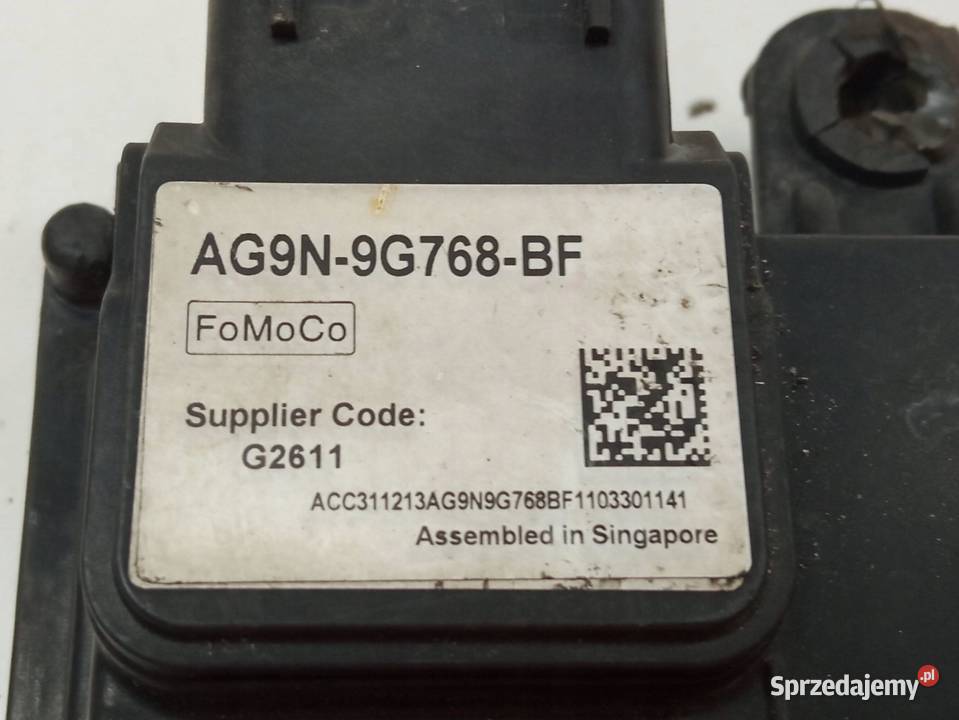 AG9N-9G768-BF
FoMoCo
Supplier Code:
G2611
ACC311213AG9N9G768BF1103301141
Assembled in Singapore
Sprzedajemy.pl